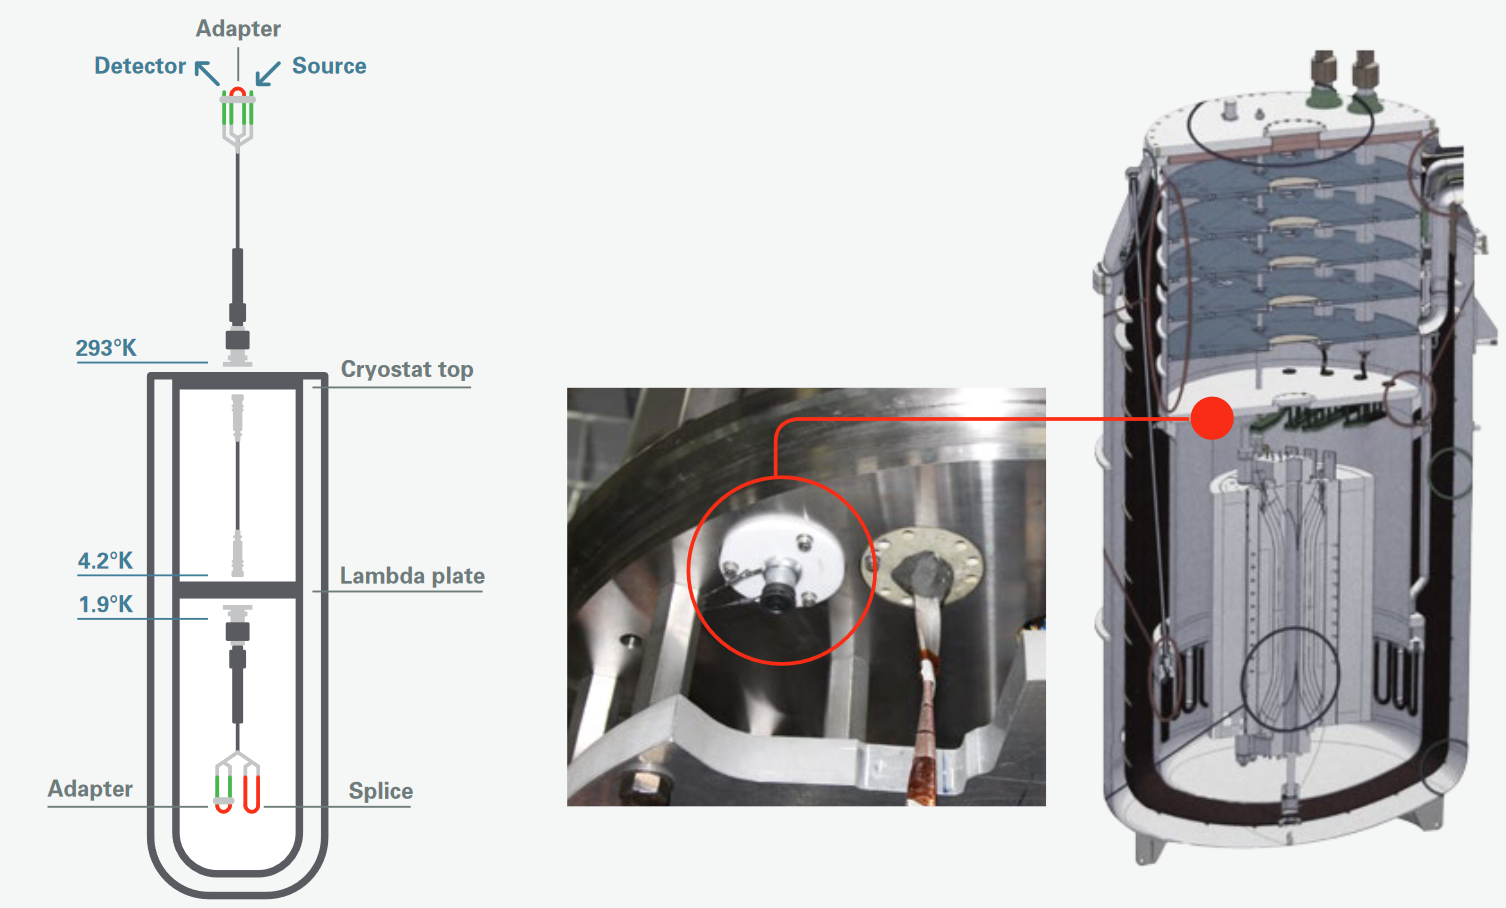 Adapter
Detector
Source
293°K
Cryostat top
4.2°K
Lambda plate
1.9°K
Adapter
Splice